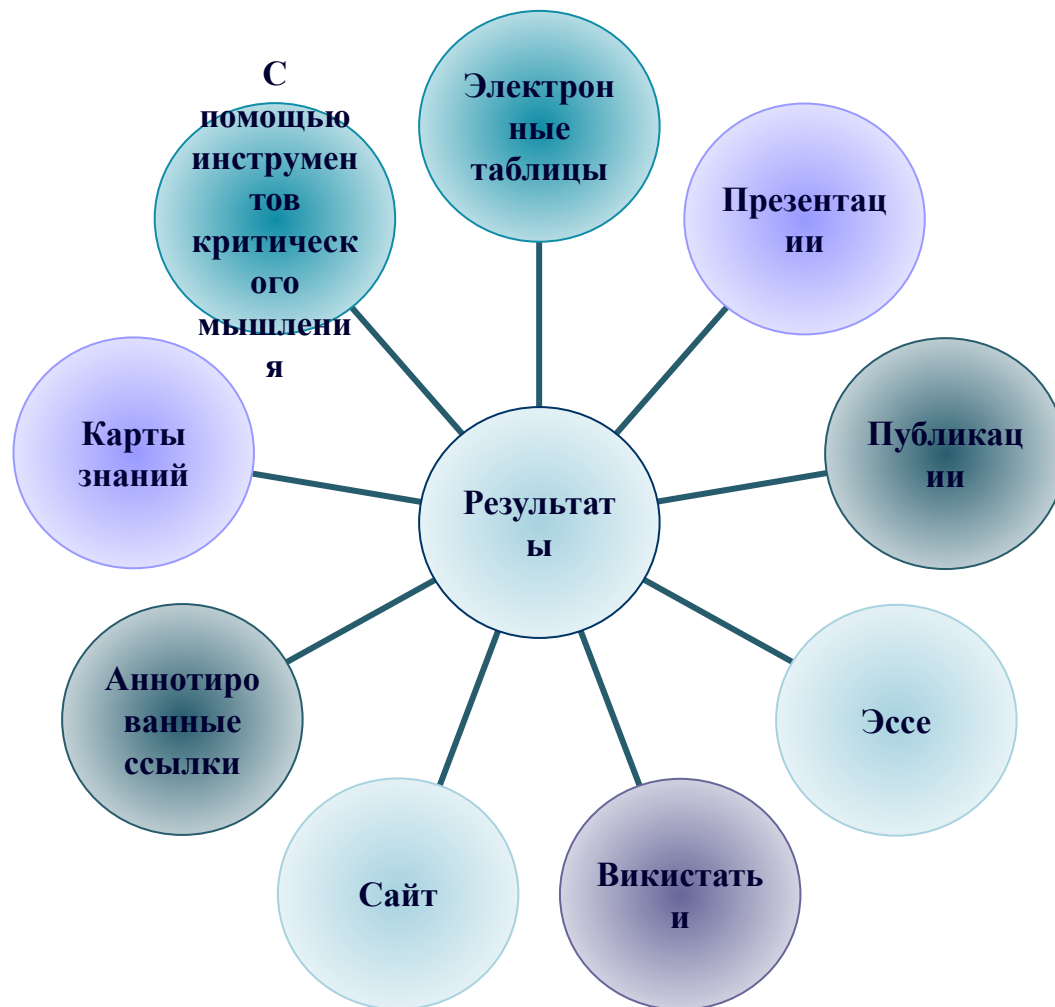 С
помощью
инструмен
тов
критическ
ого
мышлени
я
Электрон
ные
таблицы
Презентац
ии
Публикац
ии
Эссе
Викистать
и
Сайт
Аннотиро
ванные
ссылки
Карты
знаний
Результат
ы